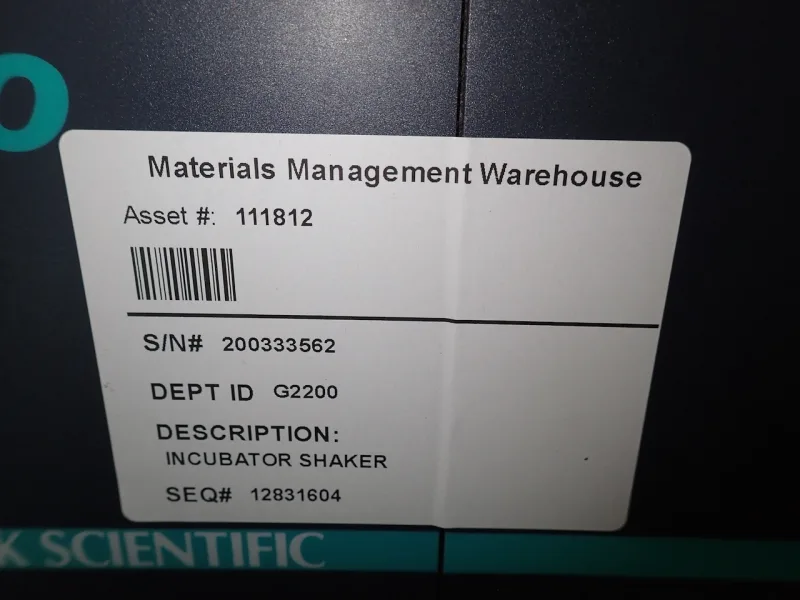 o
Materials Management Warehouse
Asset #: 111812
S/N# 200333562
DEPT ID G2200
DESCRIPTION:
INCUBATOR SHAKER
SEQ# 12831604
K SCIENTIFIC